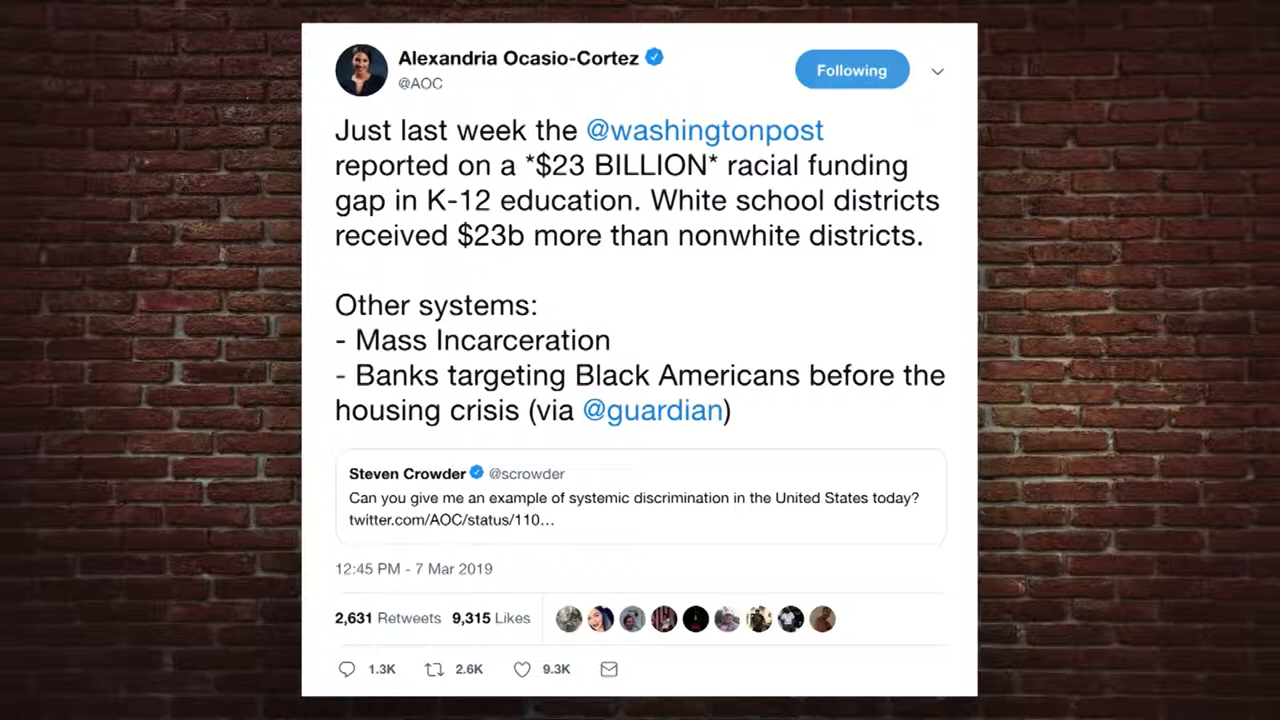 Alexandria Ocasio-Cortez
@AOC
Following
Just last week the @washingtonpost
reported on a *$23 BILLION* racial funding
gap in K-12 education. White school districts
received $23b more than nonwhite districts.
Other systems:
- Mass Incarceration
- Banks targeting Black Americans before the
housing crisis (via @guardian)
Steven Crowder @scrowder
Can you give me an example of systemic discrimination in the United States today?
twitter.com/AOC/status/110...
12:45 PM - 7 Mar 2019
2,631 Retweets 9,315 Likes
1.3K 2.6K 9.3K